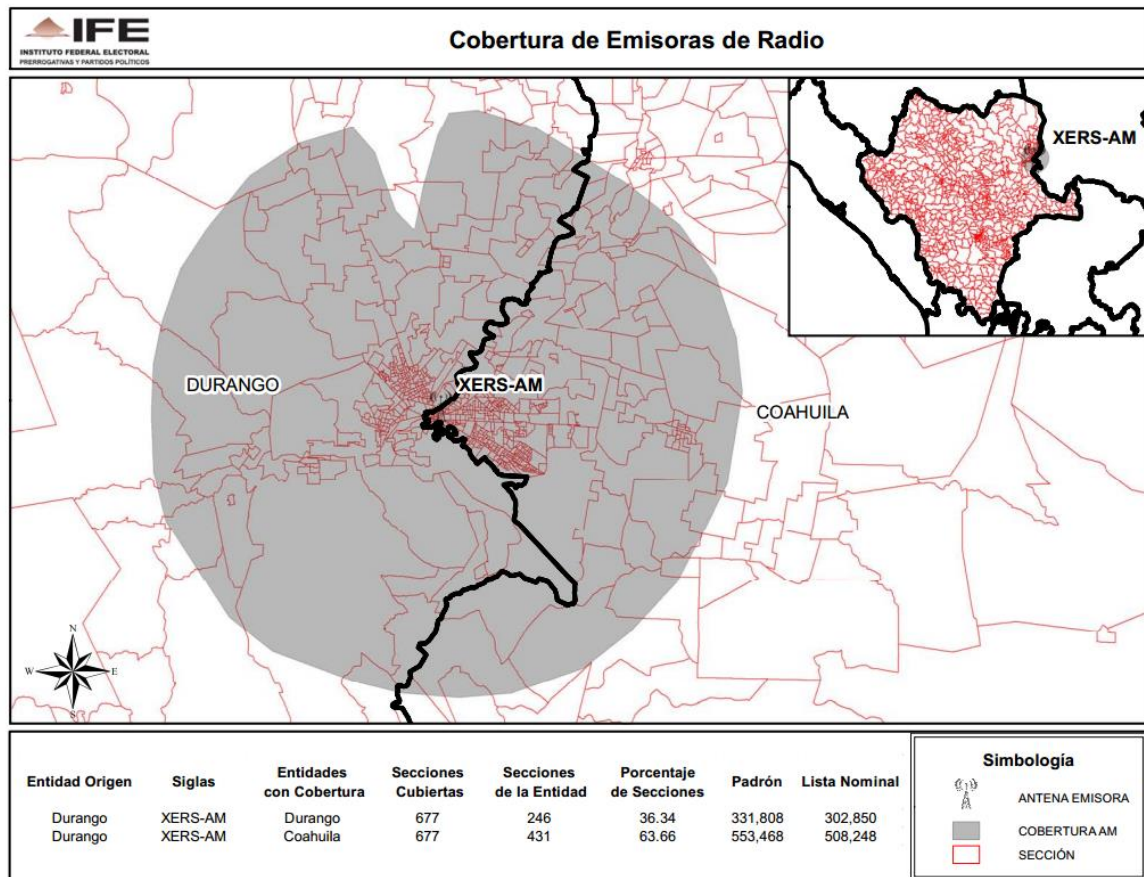 IFE
INSTITUTO FEDERAL ELECTORAL
PRERROGATIVAS Y PARTIDOS POLÍTICOS
Cobertura de Emisoras de Radio
XERS-AM
DURANGO
XERS-AM
COAHUILA
N
W E
S
Entidad Origen Siglas Entidades con Cobertura Secciones Cubiertas Secciones de la Entidad Porcentaje de Secciones Padrón Lista Nominal
Durango XERS-AM Durango 677 246 36.34 331,808 302,850
Durango XERS-AM Coahuila 677 431 63.66 553,468 508,248
Simbología
ANTENA EMISORA
COBERTURA AM
SECCIÓN